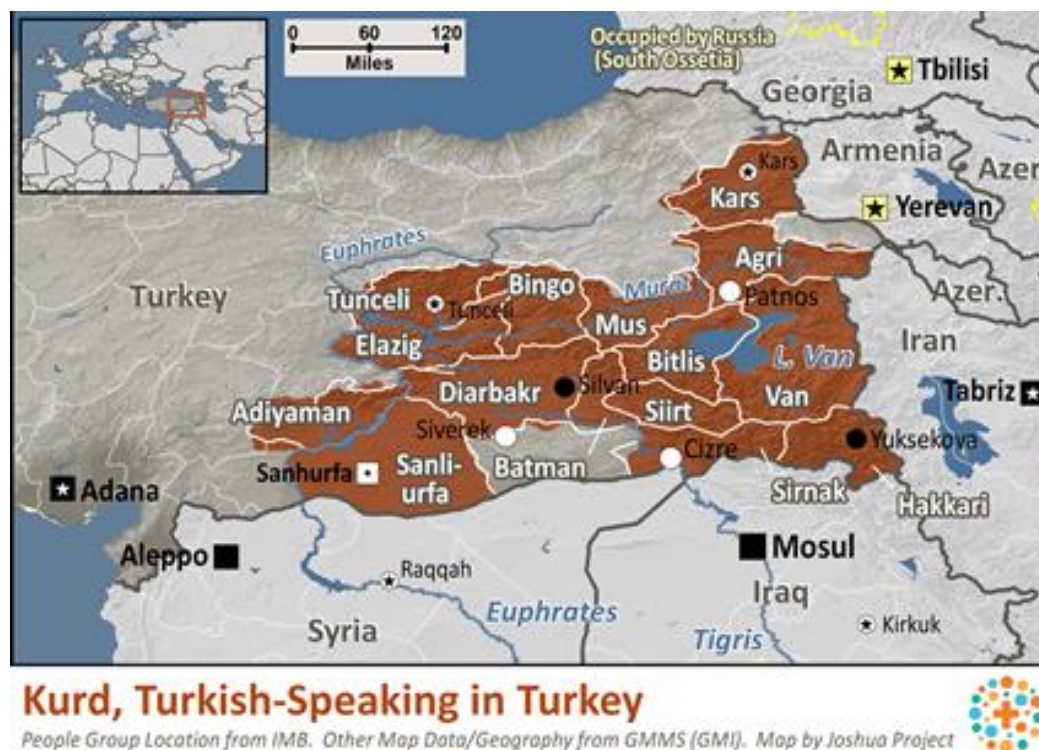 0 60 120
Miles
Occupied by Russia
(South Ossetia)
Tbilisi
Georgia
Armenia
Azer
Kars
Kars
Yerevan
Euphrates
Agri
Turkey
Tunceli
Tunceli
Bingo
Murat
Patnos
Azer.
Mus
Elazig
Bitlis
L. Van
Iran
Diarbakr
Silvan
Van
Tabriz
Adiyaman
Siirt
Siverek
Cizre
Yuksekova
Sanhurfa
Sanli-
urfa
Batman
Sirnak
Hakkari
Adana
Aleppo
Mosul
Raqqah
Iraq
Euphrates
Syria
Tigris
Kirkuk
Kurd, Turkish-Speaking in Turkey
People Group Location from IMB. Other Map Data/Geography from GMMS (GMI). Map by Joshua Project